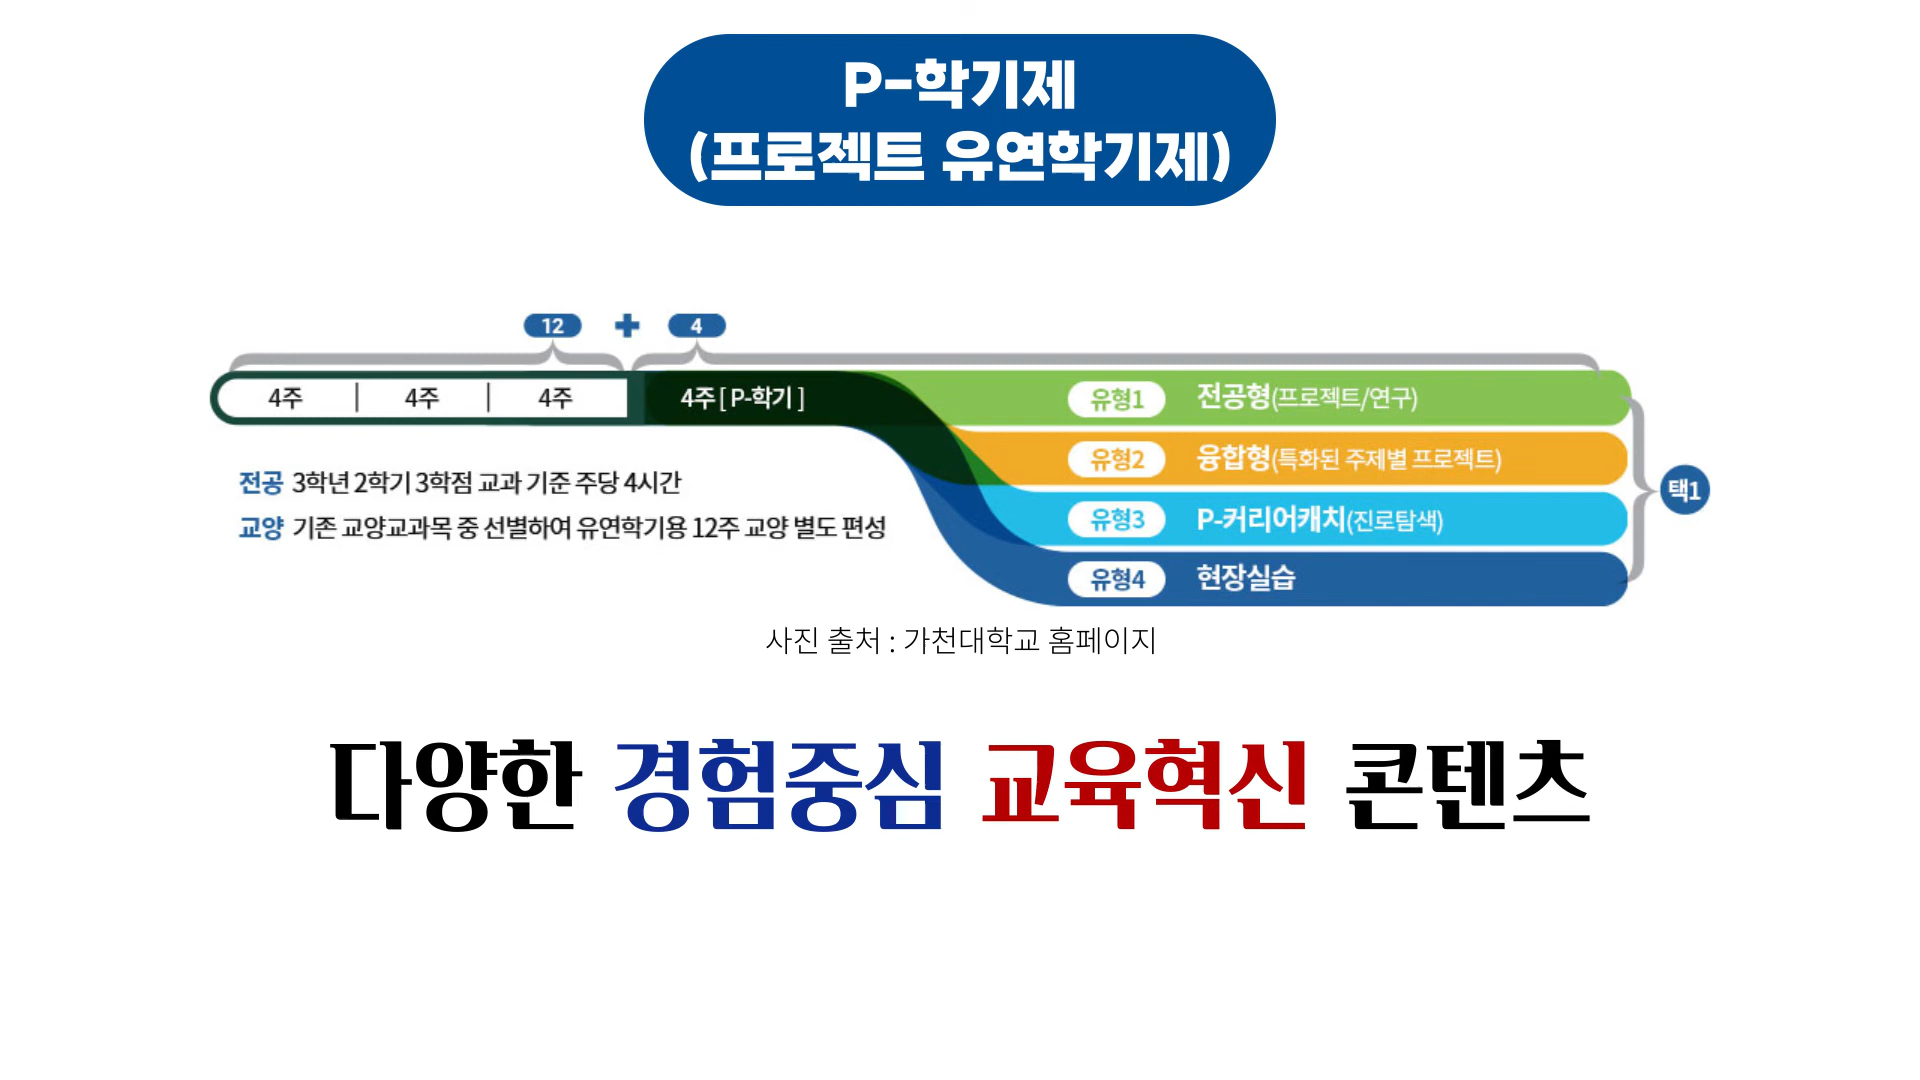 P-학기제
(프로젝트 유연학기제)
12 + 4
4주 | 4주 | 4주
4주 [ P-학기 ]
유형1 전공형(프로젝트/연구)
유형2 융합형(특화된 주제별 프로젝트)
유형3 P-커리어캐치(진로탐색)
유형4 현장실습
택1
전공 3학년 2학기 3학점 교과 기준 주당 4시간
교양 기존 교양교과목 중 선별하여 유연학기용 12주 교양 별도 편성
사진 출처 : 가천대학교 홈페이지
다양한 경험중심 교육혁신 콘텐츠